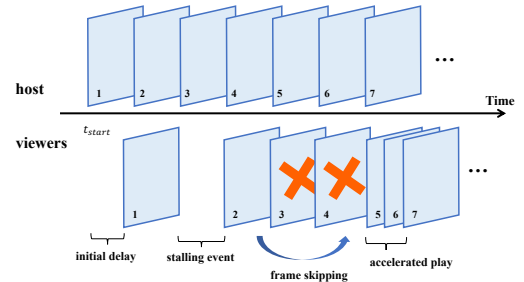 1 2 3 4 5 6 7 ...
host
Time
t_start
viewers
1 2 3 4 5 6 7 ...
initial delay stalling event frame skipping accelerated play